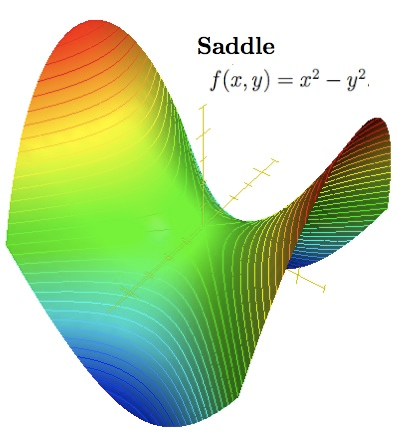 Saddle
f(x, y) = x² − y².